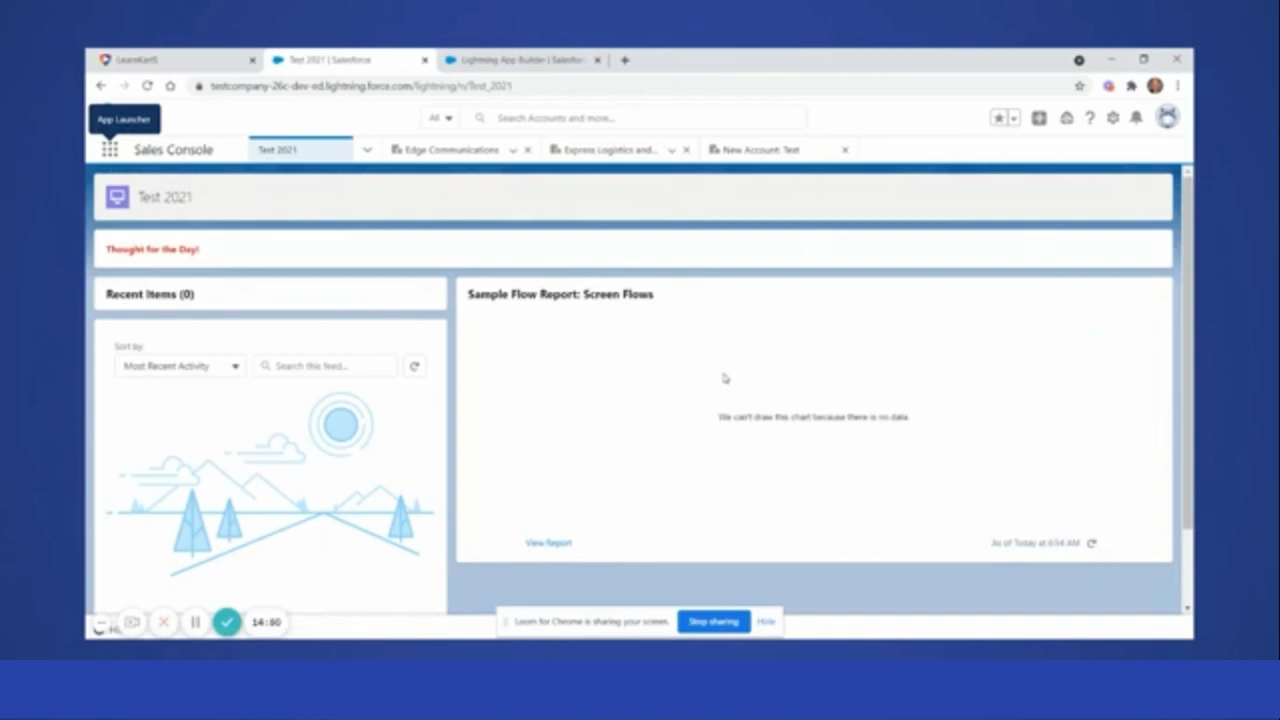 LearnKartS
Test 2021 | Salesforce
Lightning App Builder | Salesfor
testcompany-26c-dev-ed.lightning.force.com/lightning/n/Test_2021
App Launcher
All
Search Accounts and more...
Sales Console
Test 2021
Edge Communications
Express Logistics and...
New Account: Test
Test 2021
Thought for the Day!
Recent Items (0)
Sample Flow Report: Screen Flows
Sort by:
Most Recent Activity
Search this feed...
We can't draw this chart because there is no data
View Report
As of Today at 6:54 AM
14:50
Loom for Chrome is sharing your screen.
Stop sharing
Hide